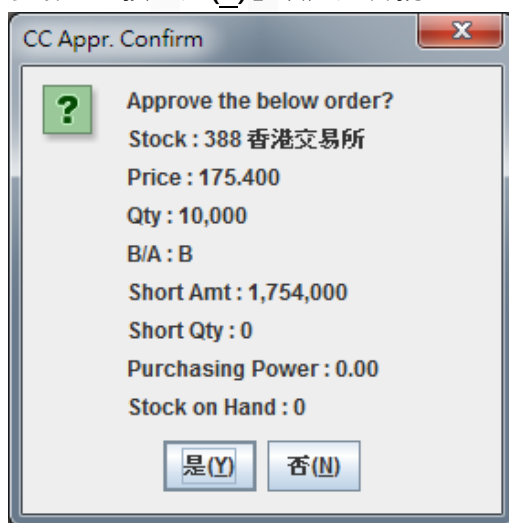 CC Appr. Confirm
Approve the below order?
Stock : 388 香港交易所
Price : 175.400
Qty : 10,000
B/A : B
Short Amt : 1,754,000
Short Qty : 0
Purchasing Power : 0.00
Stock on Hand : 0
是(Y) 否(N)